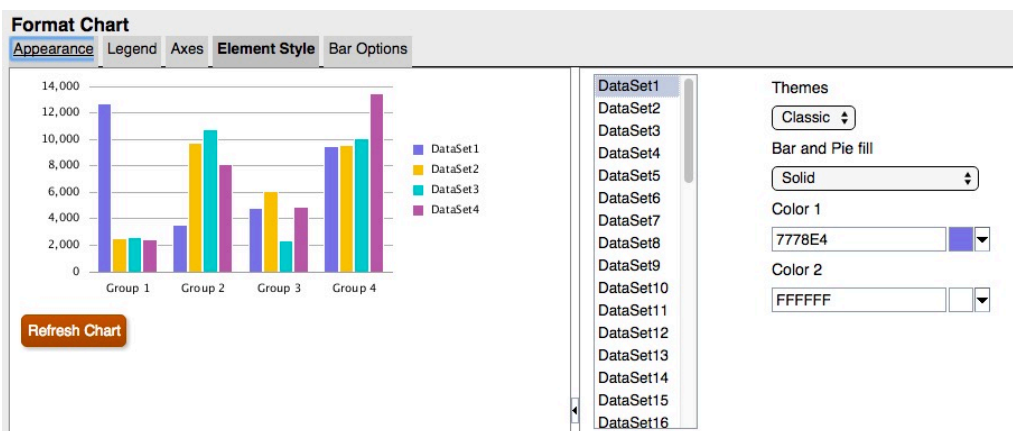 Format Chart
Appearance Legend Axes Element Style Bar Options
14,000
12,000
10,000
8,000
6,000
4,000
2,000
0
Group 1 Group 2 Group 3 Group 4
DataSet1
DataSet2
DataSet3
DataSet4
Refresh Chart
DataSet1
DataSet2
DataSet3
DataSet4
DataSet5
DataSet6
DataSet7
DataSet8
DataSet9
DataSet10
DataSet11
DataSet12
DataSet13
DataSet14
DataSet15
DataSet16
Themes
Classic
Bar and Pie fill
Solid
Color 1
7778E4
Color 2
FFFFFF